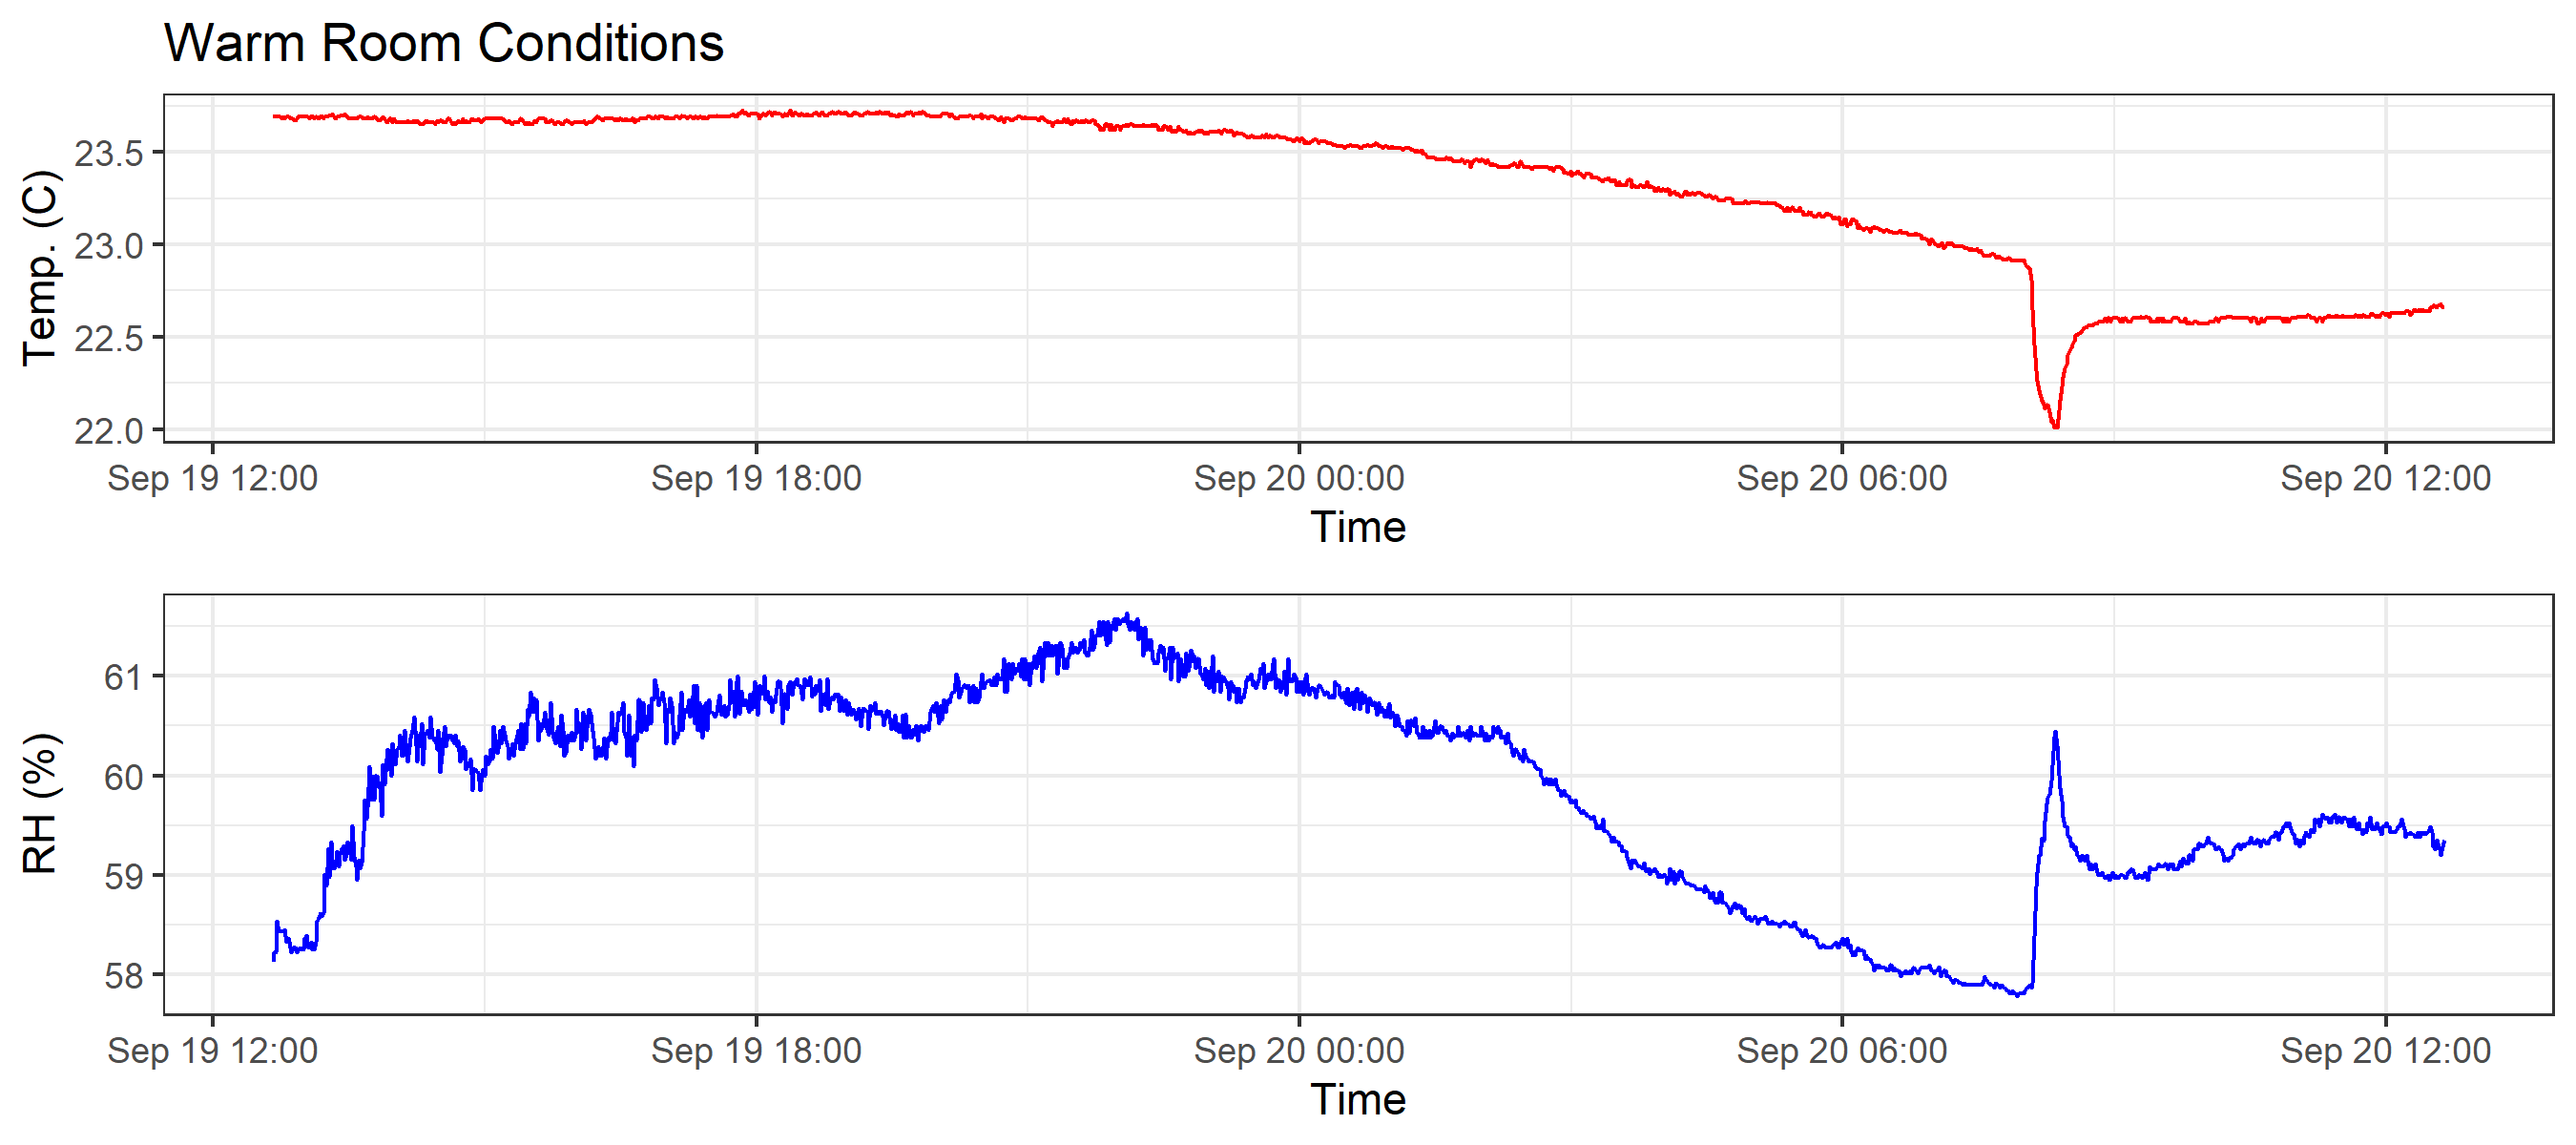 Warm Room Conditions
Temp. (C)
23.5
23.0
22.5
22.0
Sep 19 12:00 Sep 19 18:00 Sep 20 00:00 Sep 20 06:00 Sep 20 12:00
Time
RH (%)
61
60
59
58
Sep 19 12:00 Sep 19 18:00 Sep 20 00:00 Sep 20 06:00 Sep 20 12:00
Time